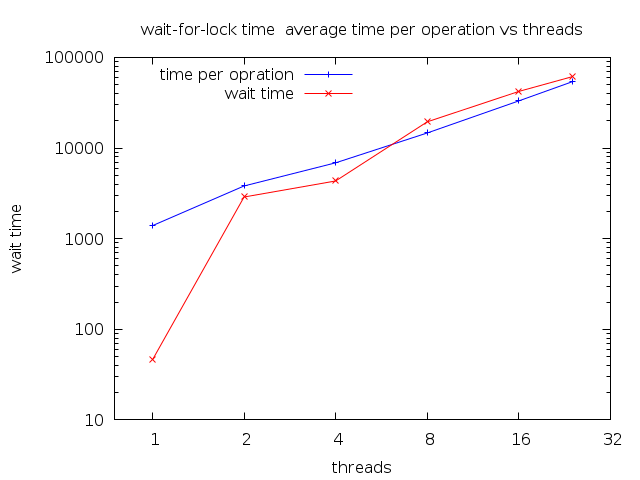 wait-for-lock time  average time per operation vs threads
100000
10000
1000
100
10
time per opration
wait time
wait time
1 2 4 8 16 32
threads